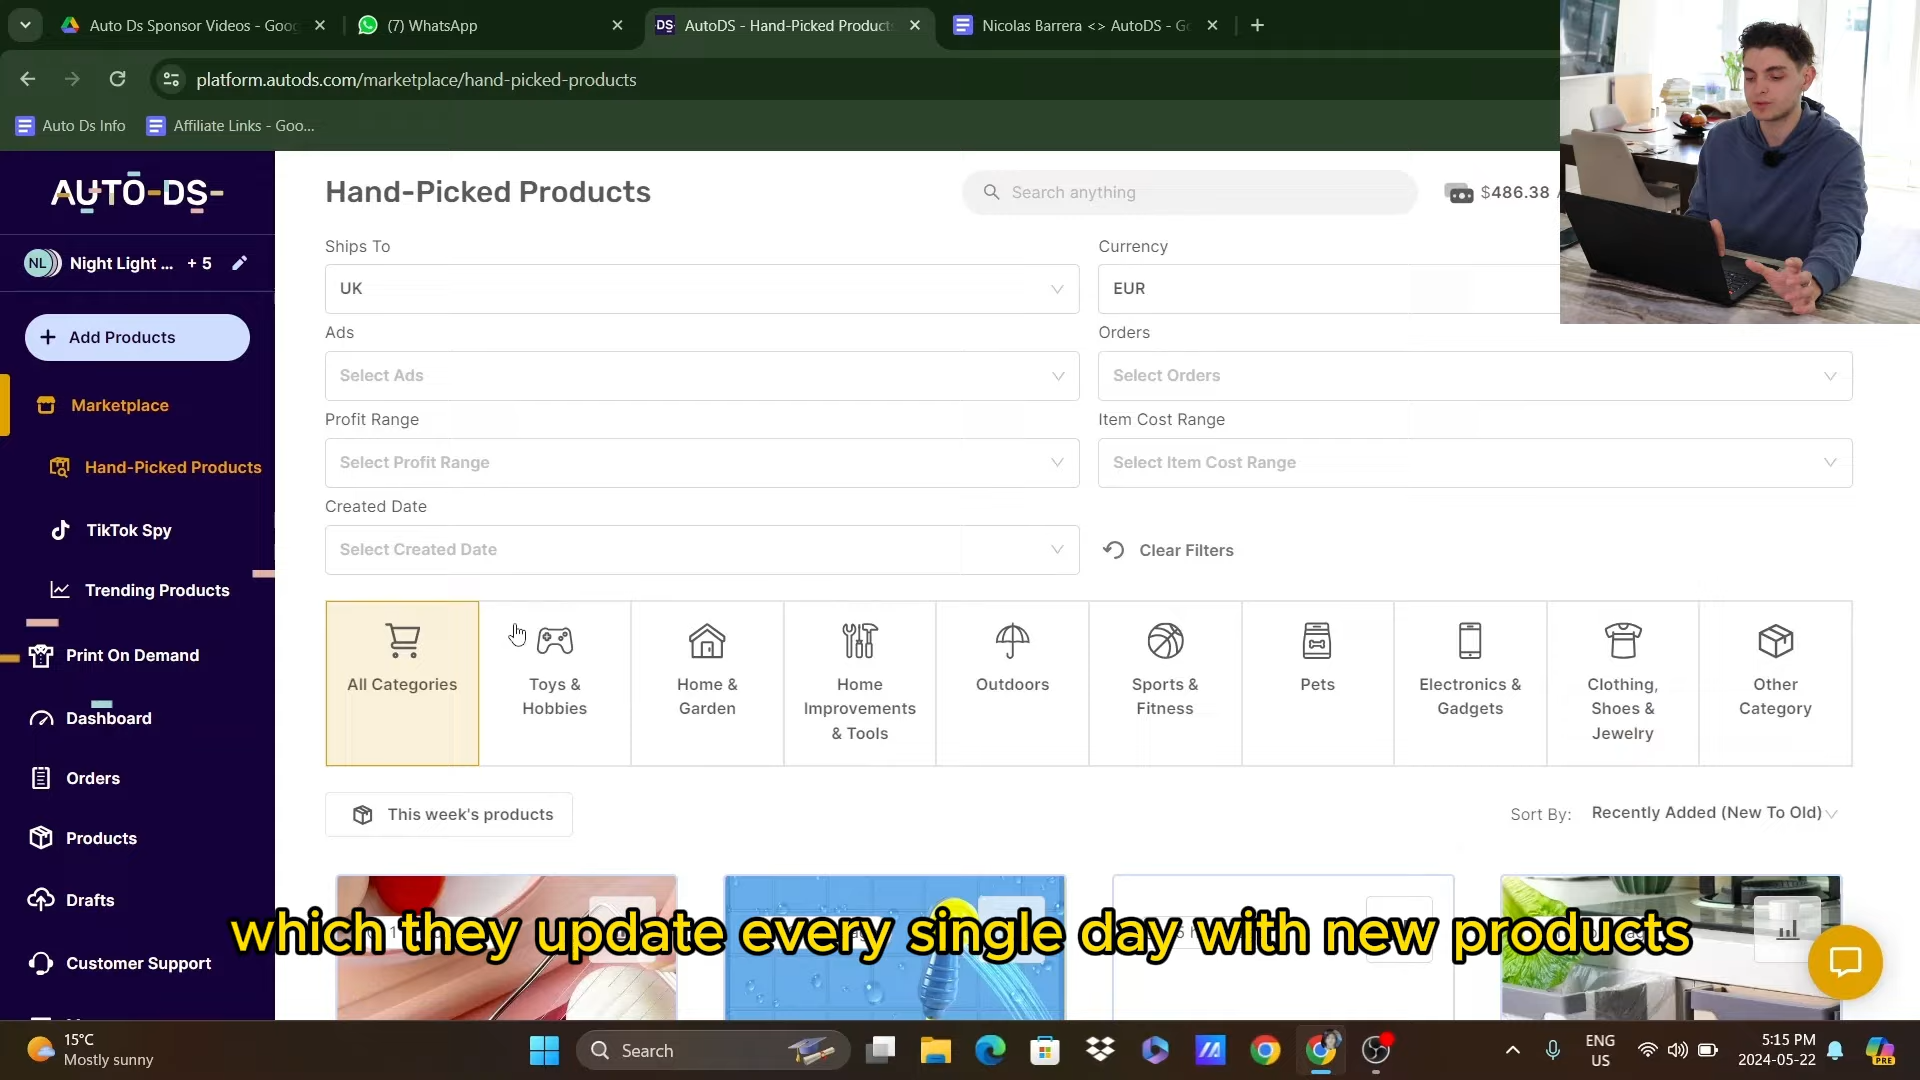 Auto Ds Sponsor Videos - Goog
(7) WhatsApp
DS
AutoDS - Hand-Picked Products
Nicolas Barrera <> AutoDS - Go
platform.autods.com/marketplace/hand-picked-products
Auto Ds Info
Affiliate Links - Goo...
AUTO-DS-
NL
Night Light ... + 5
Add Products
Marketplace
Hand-Picked Products
TikTok Spy
Trending Products
Print On Demand
Dashboard
Orders
Products
Drafts
Customer Support
Hand-Picked Products
Search anything
$486.38
Ships To
UK
Currency
EUR
Ads
Select Ads
Orders
Select Orders
Profit Range
Select Profit Range
Item Cost Range
Select Item Cost Range
Created Date
Select Created Date
Clear Filters
All Categories
Toys &
Hobbies
Home &
Garden
Home
Improvements
& Tools
Outdoors
Sports &
Fitness
Pets
Electronics &
Gadgets
Clothing,
Shoes &
Jewelry
Other
Category
This week's products
Sort By: Recently Added (New To Old)
which they update every single day with new products
15°C
Mostly sunny
Search
ENG
US
5:15 PM
2024-05-22
PRE